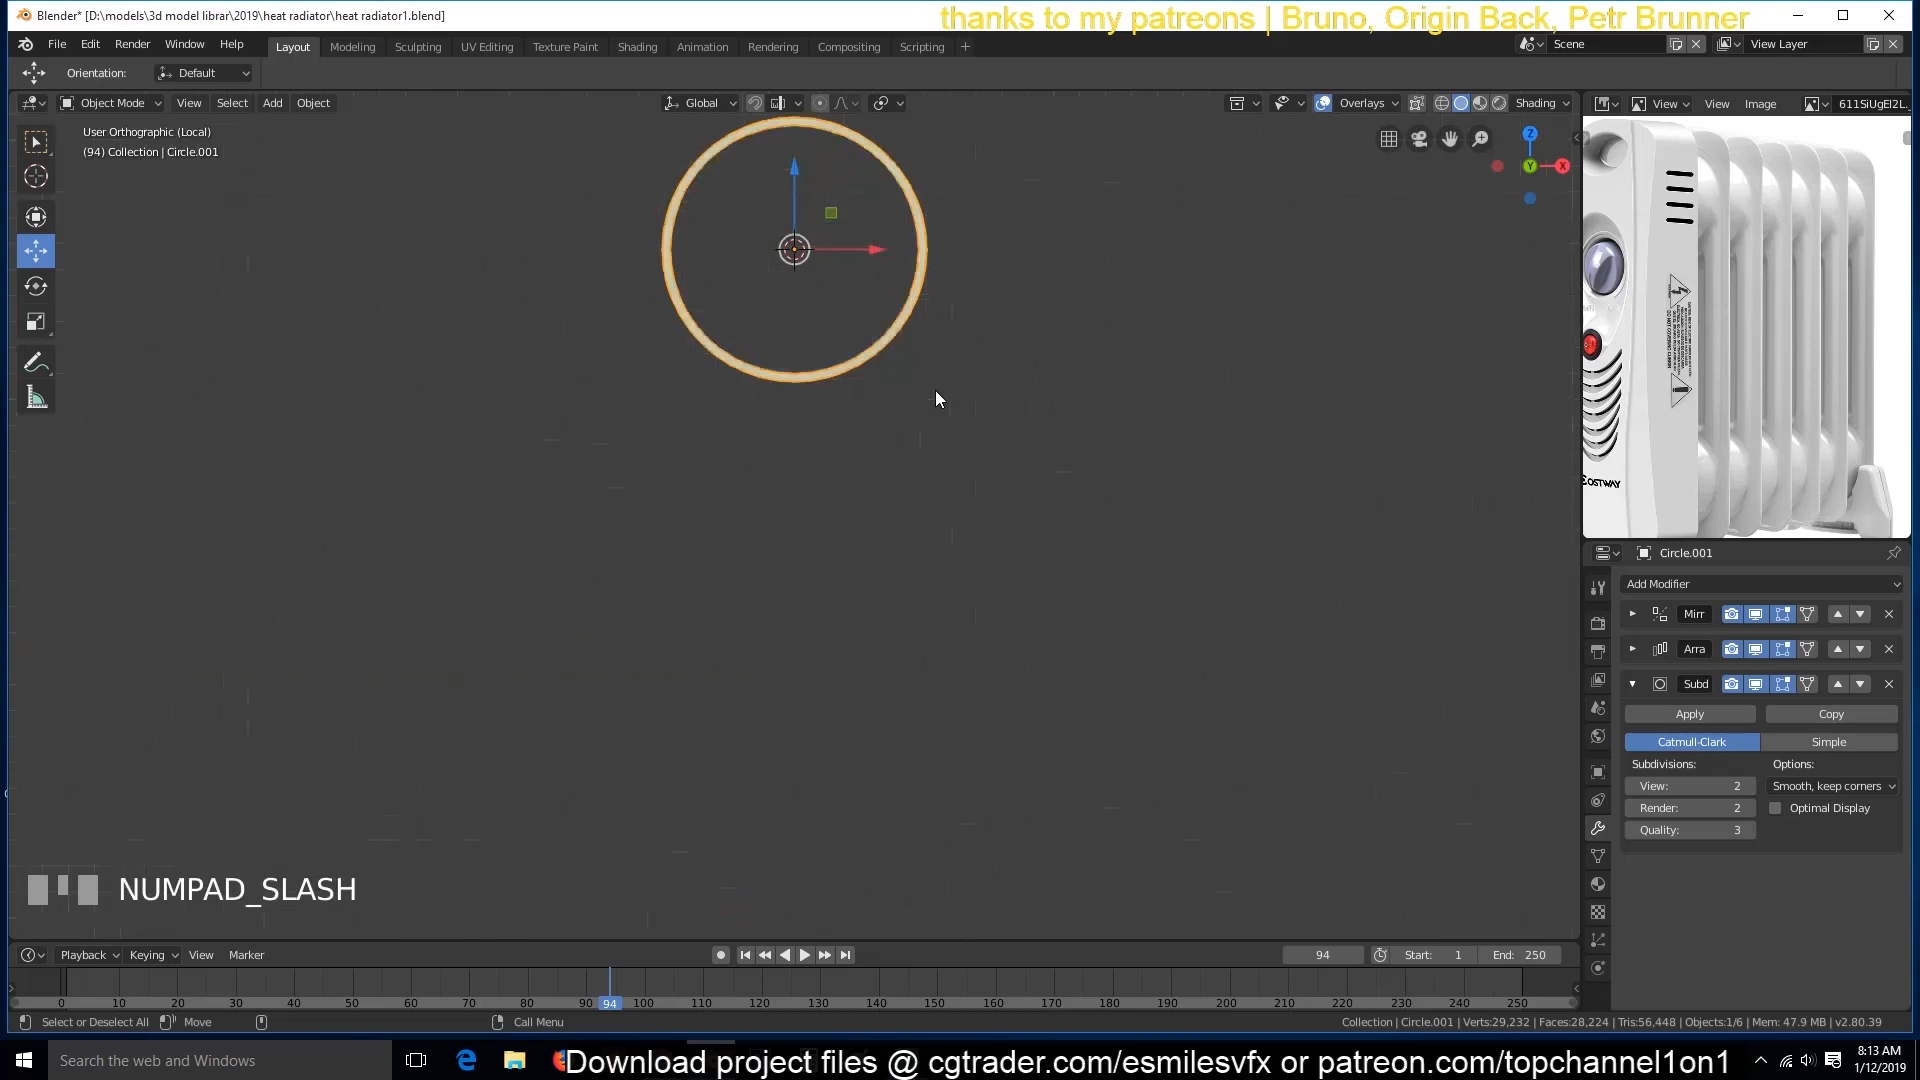 Blender* [D:\models\3d model librar\2019\heat radiator\heat radiator1.blend]
thanks to my patreons | Bruno, Origin Back, Petr Brunner
File Edit Render Window Help
Layout Modeling Sculpting UV Editing Texture Paint Shading Animation Rendering Compositing Scripting +
Scene
View Layer
Orientation: Default
Object Mode View Select Add Object
Global
Overlays
Shading
View View Image 611SiUgEl2L._
User Orthographic (Local)
(94) Collection | Circle.001
Z
Y
X
OSTWAY
Circle.001
Add Modifier
Mirr
Arra
Subd
Apply Copy
Catmull-Clark Simple
Subdivisions: Options:
View: 2 Smooth, keep corners
Render: 2 Optimal Display
Quality: 3
NUMPAD_SLASH
Playback Keying View Marker
94 Start: 1 End: 250
0 10 20 30 40 50 60 70 80 90 94 100 110 120 130 140 150 160 170 180 190 200 210 220 230 240 250
Select or Deselect All Move Call Menu
Collection | Circle.001 | Verts:29,232 | Faces:28,224 | Tris:56,448 | Objects:1/6 | Mem: 47.9 MB | v2.80.39
Search the web and Windows
Download project files @ cgtrader.com/esmilesvfx or patreon.com/topchannel1on1
8:13 AM
1/12/2019